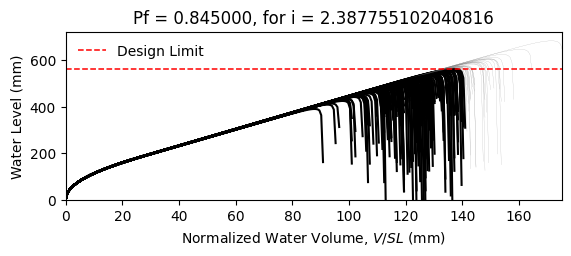 Pf = 0.845000, for i = 2.387755102040816
Design Limit
Water Level (mm)
600
400
200
0
0 20 40 60 80 100 120 140 160
Normalized Water Volume, V/SL (mm)